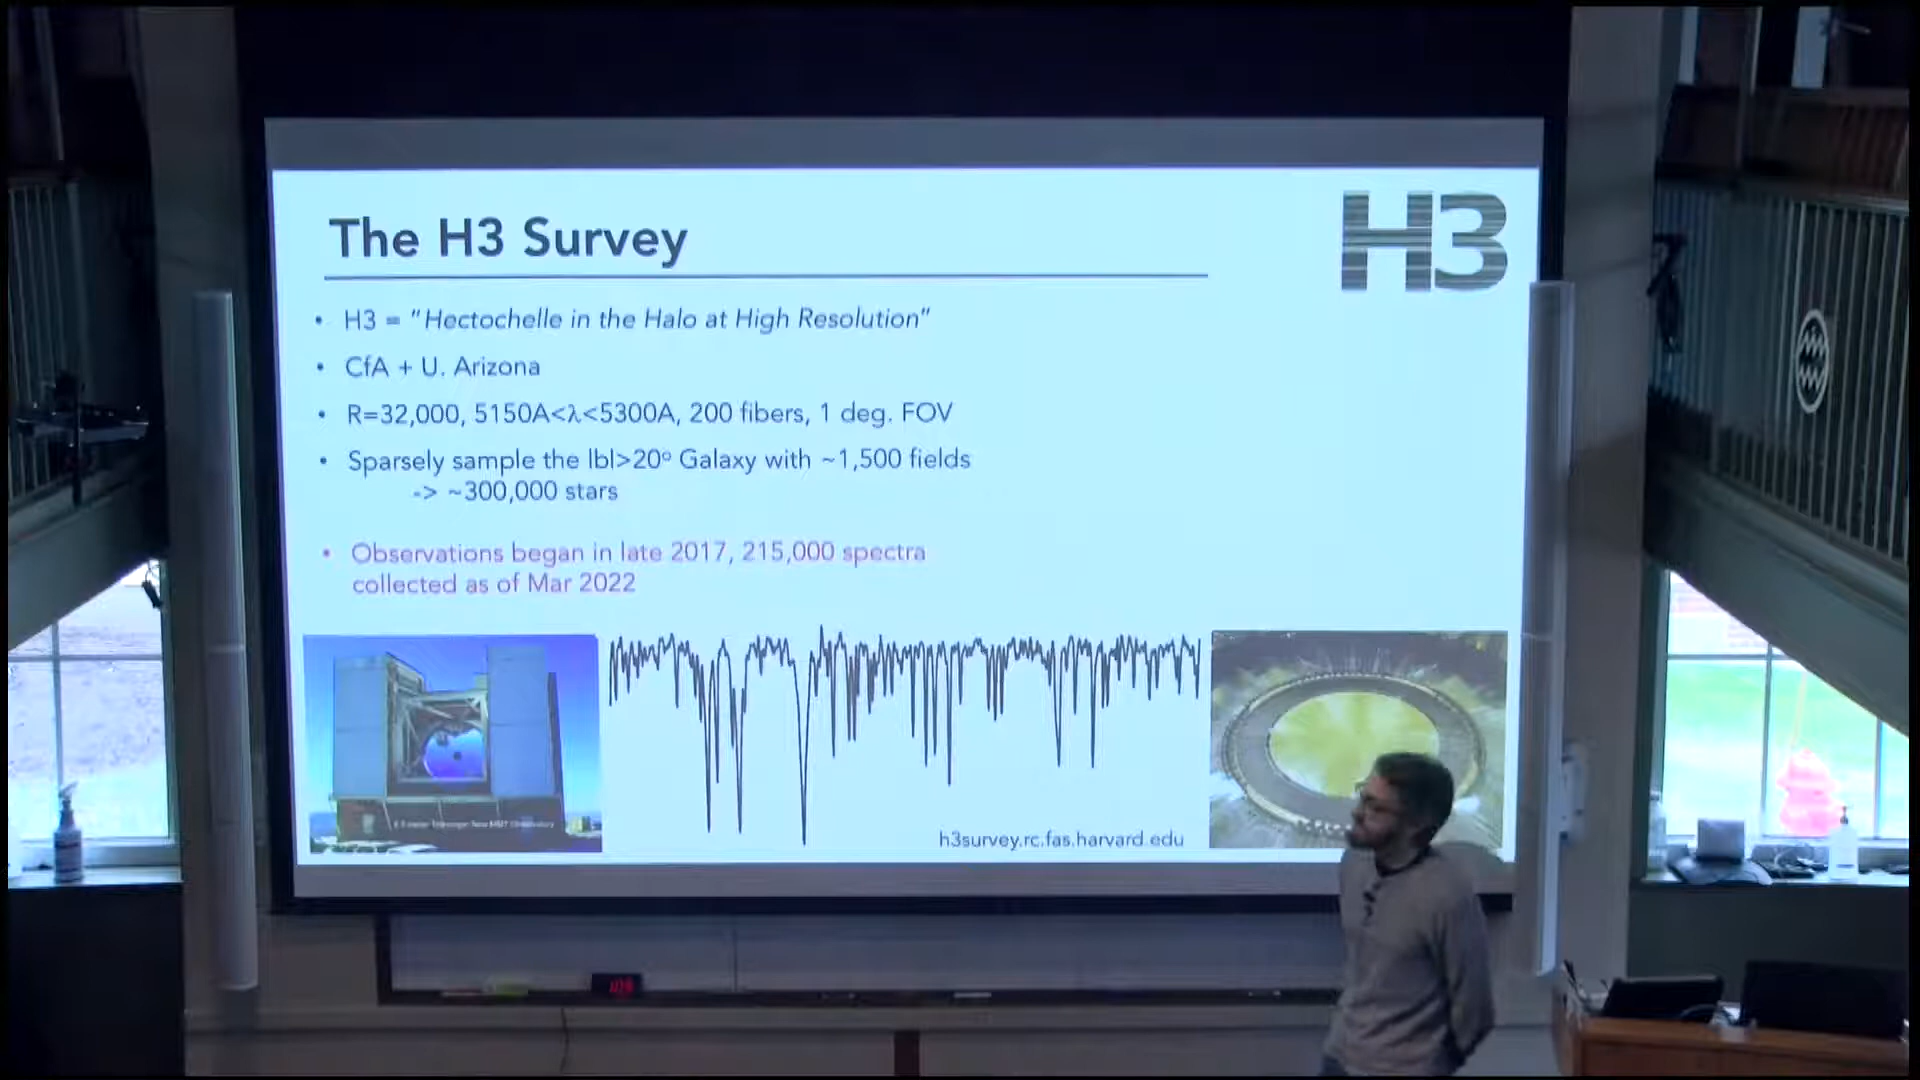 The H3 Survey
H3
• H3 = "Hectochelle in the Halo at High Resolution"
• CfA + U. Arizona
• R=32,000, 5150A<λ<5300A, 200 fibers, 1 deg. FOV
• Sparsely sample the lbl>20° Galaxy with ~1,500 fields
-> ~300,000 stars
• Observations began in late 2017, 215,000 spectra
collected as of Mar 2022
h3survey.rc.fas.harvard.edu